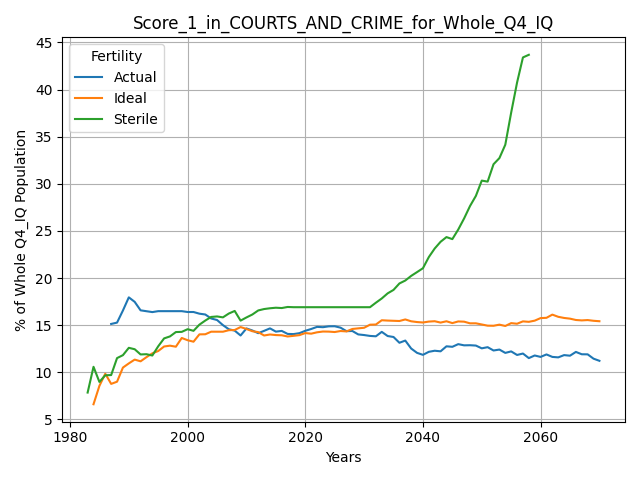 Score_1_in_COURTS_AND_CRIME_for_Whole_Q4_IQ
% of Whole Q4_IQ Population
45
40
35
30
25
20
15
10
5
Fertility
Actual
Ideal
Sterile
1980
2000
2020
2040
2060
Years